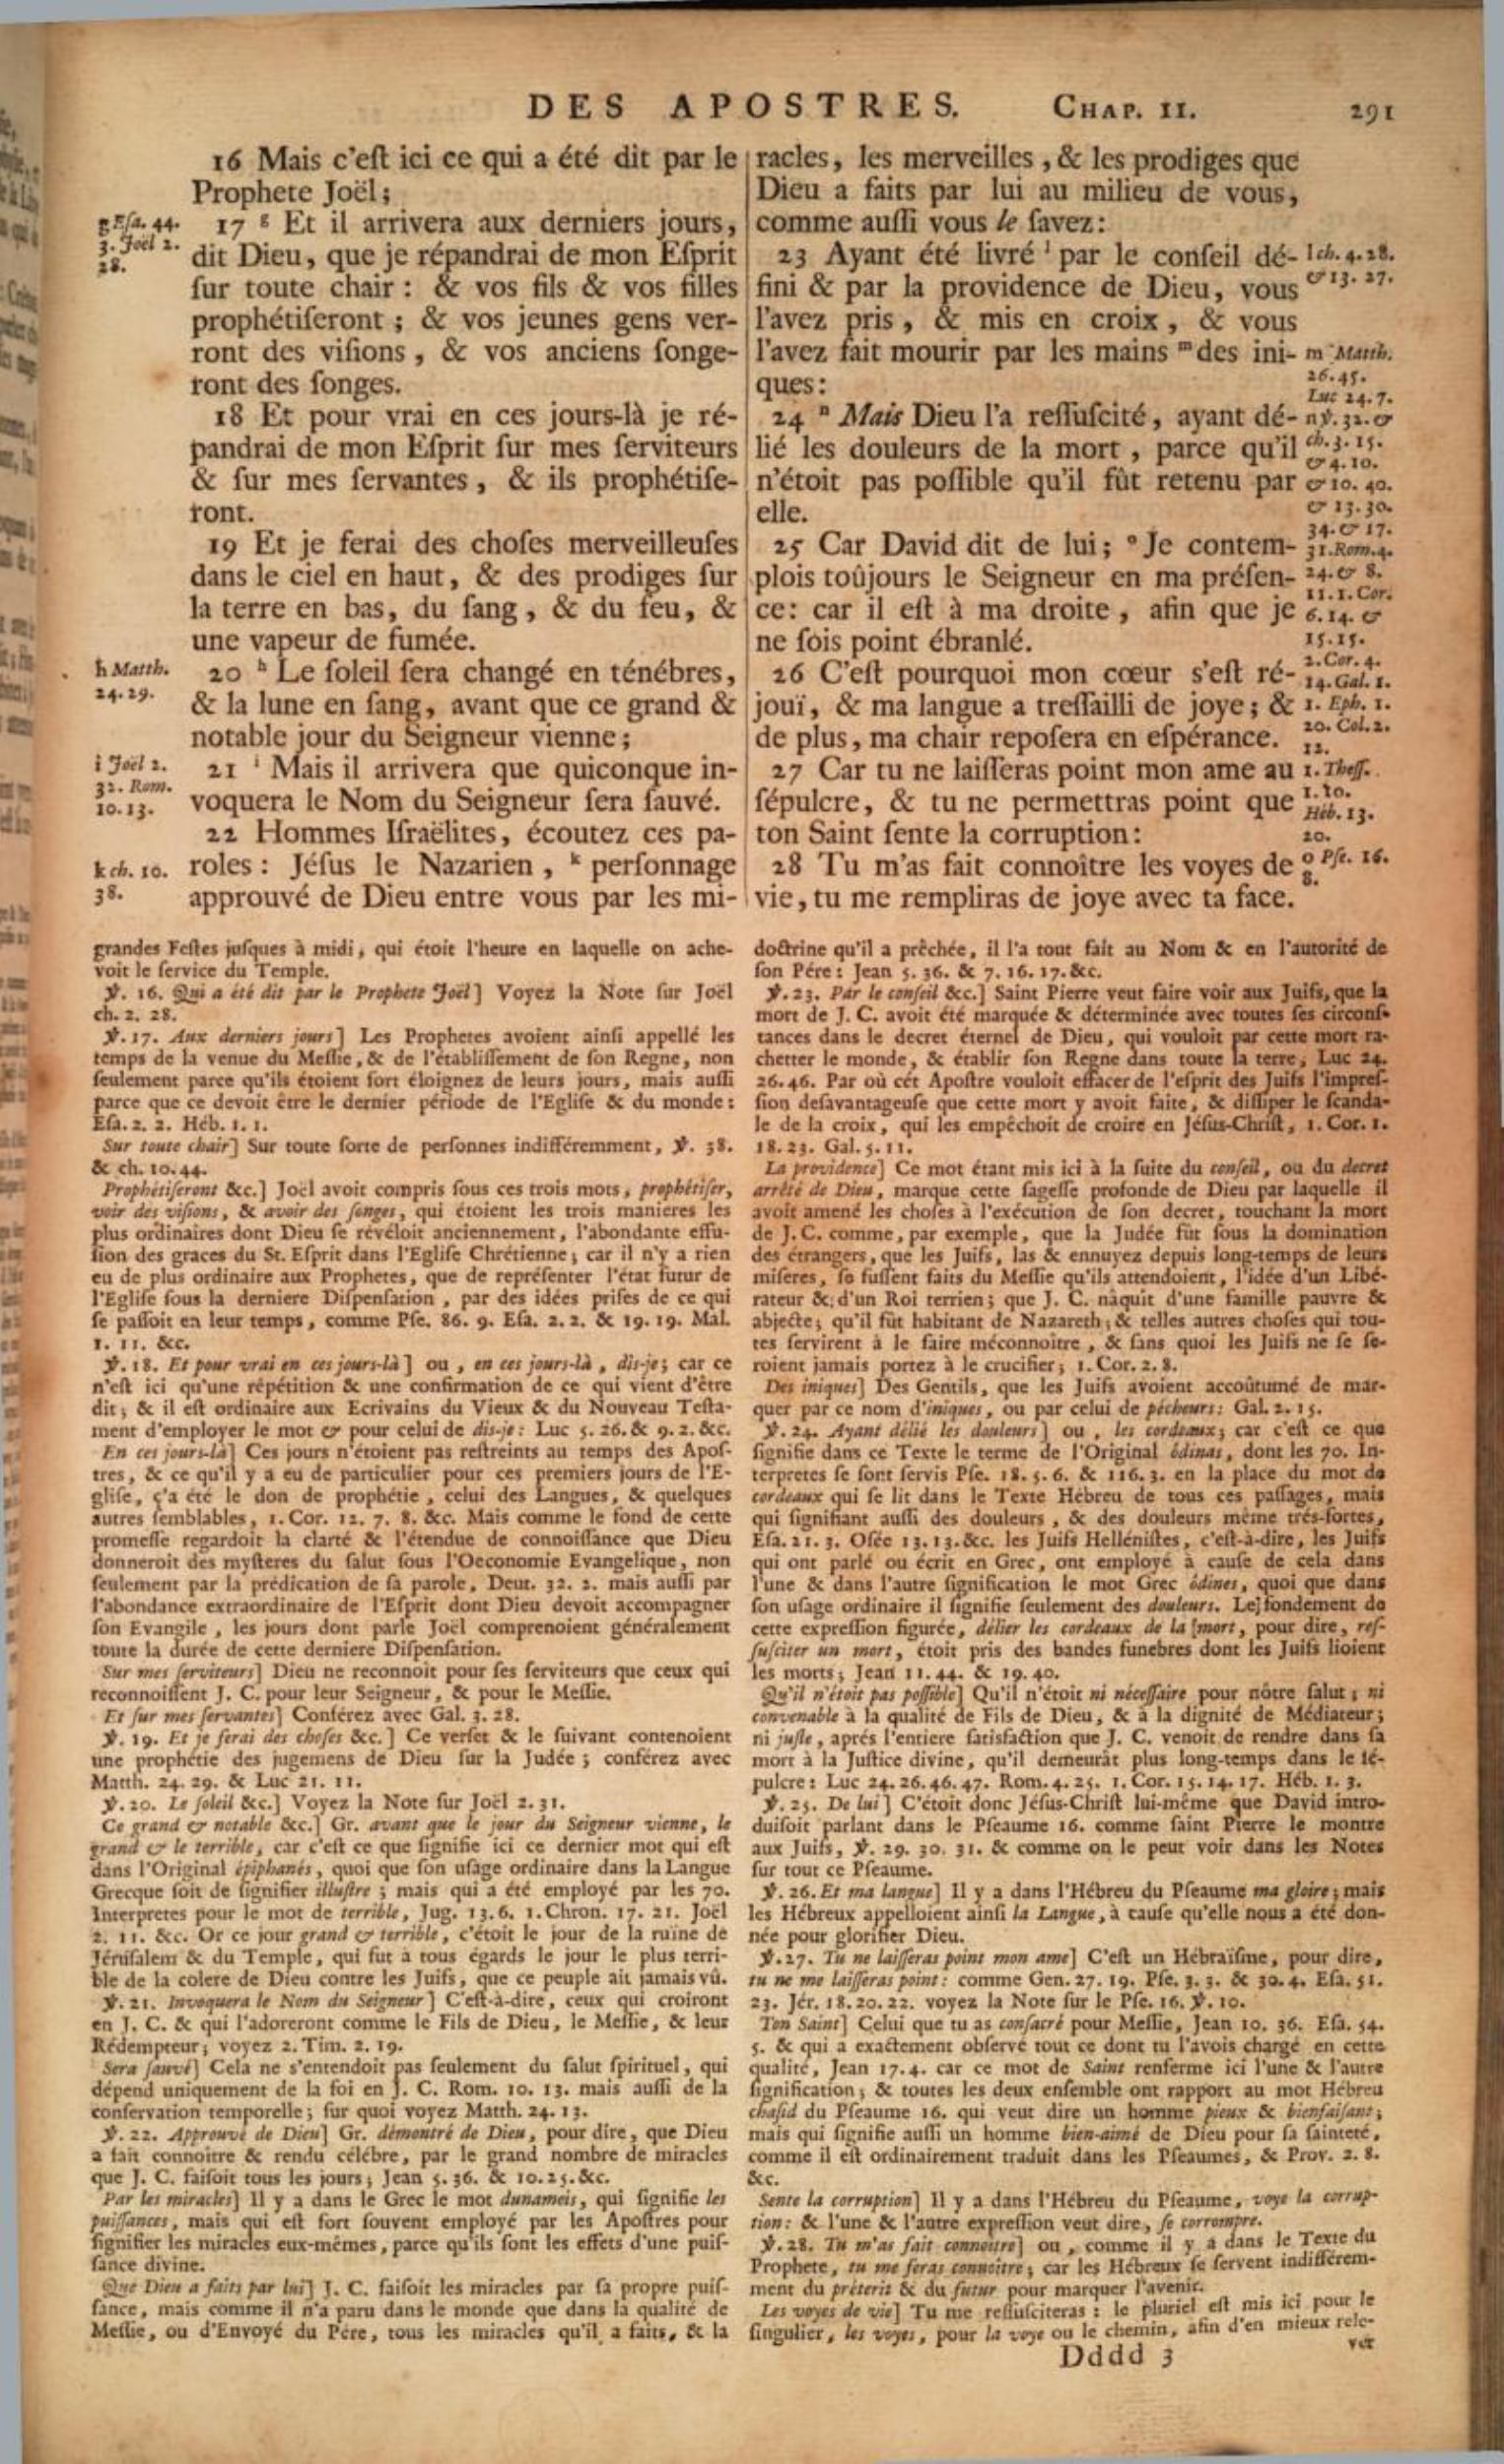 DES APOSTRES. CHAP. II. 291
16 Mais c'eſt ici ce qui a été dit par le
Prophete Joël;
g Eſa. 44.
3. Joël 2.
28.
17 g Et il arrivera aux derniers jours,
dit Dieu, que je répandrai de mon Eſprit
ſur toute chair : & vos fils & vos filles
prophétiſeront ; & vos jeunes gens ver-
ront des viſions , & vos anciens ſonge-
ront des ſonges.
18 Et pour vrai en ces jours-là je ré-
pandrai de mon Eſprit ſur mes ſerviteurs
& ſur mes ſervantes , & ils prophétiſe-
ront.
19 Et je ferai des choſes merveilleuſes
dans le ciel en haut, & des prodiges ſur
la terre en bas, du ſang , & du feu, &
une vapeur de fumée.
h Matth.
24. 29.
20 h Le ſoleil ſera changé en ténébres,
& la lune en ſang, avant que ce grand &
notable jour du Seigneur vienne ;
i Joël 2.
32. Rom.
10. 13.
21 i Mais il arrivera que quiconque in-
voquera le Nom du Seigneur ſera ſauvé.
22 Hommes Iſraëlites, écoutez ces pa-
k ch. 10.
38.
roles : Jéſus le Nazarien , k perſonnage
approuvé de Dieu entre vous par les mi-
racles, les merveilles , & les prodiges que
Dieu a faits par lui au milieu de vous,
comme auſſi vous le ſavez:
23 Ayant été livré l par le conſeil dé-
fini & par la providence de Dieu, vous
l'avez pris , & mis en croix , & vous
l'avez fait mourir par les mains m des ini-
ques:
24 n Mais Dieu l'a reſſuſcité, ayant dé-
lié les douleurs de la mort , parce qu'il
n'étoit pas poſſible qu'il fût retenu par
elle.
25 Car David dit de lui; o Je contem-
plois toûjours le Seigneur en ma préſen-
ce: car il eſt à ma droite , afin que je
ne ſois point ébranlé.
26 C'eſt pourquoi mon cœur s'eſt ré-
jouï, & ma langue a treſſailli de joye; &
de plus, ma chair repoſera en eſpérance.
27 Car tu ne laiſſeras point mon ame au
ſépulcre, & tu ne permettras point que
ton Saint ſente la corruption:
28 Tu m'as fait connoître les voyes de
vie, tu me rempliras de joye avec ta face.
l ch. 4. 28.
& 13. 27.
m Matth.
26. 45.
Luc 24. 7.
n ℣. 32. &
ch. 3. 15.
& 4. 10.
& 10. 40.
& 13. 30.
34. & 17.
31. Rom. 4.
24. & 8.
11. 1. Cor.
6. 14. &
15. 15.
2. Cor. 4.
14. Gal. 1.
1. Eph. 1.
20. Col. 2.
12.
1. Theſſ.
1. 10.
Héb. 13.
20.
o Pſe. 16.
8.
grandes Feſtes juſques à midi, qui étoit l'heure en laquelle on ache-
voit le ſervice du Temple.
℣. 16. Qui a été dit par le Prophete Joël] Voyez la Note ſur Joël
ch. 2. 28.
℣. 17. Aux derniers jours] Les Prophetes avoient ainſi appellé les
temps de la venue du Meſſie, & de l'établiſſement de ſon Regne, non
ſeulement parce qu'ils étoient fort éloignez de leurs jours, mais auſſi
parce que ce devoit être le dernier période de l'Egliſe & du monde :
Eſa. 2. 2. Héb. 1. 1.
Sur toute chair] Sur toute ſorte de perſonnes indifféremment, ℣. 38.
& ch. 10. 44.
Prophétiſeront &c.] Joël avoit compris ſous ces trois mots, prophétiſer,
voir des viſions, & avoir des ſonges, qui étoient les trois manieres les
plus ordinaires dont Dieu ſe révéloit anciennement, l'abondante effu-
ſion des graces du St. Eſprit dans l'Egliſe Chrétienne; car il n'y a rien
eu de plus ordinaire aux Prophetes, que de repréſenter l'état futur de
l'Egliſe ſous la derniere Diſpenſation , par des idées priſes de ce qui
ſe paſſoit en leur temps, comme Pſe. 86. 9. Eſa. 2. 2. & 19. 19. Mal.
1. 11. &c.
℣. 18. Et pour vrai en ces jours-là] ou , en ces jours-là , dis-je; car ce
n'eſt ici qu'une répétition & une confirmation de ce qui vient d'être
dit; & il eſt ordinaire aux Ecrivains du Vieux & du Nouveau Teſta-
ment d'employer le mot & pour celui de dis-je : Luc 5. 26. & 9. 2. &c.
En ces jours-là] Ces jours n'étoient pas reſtreints au temps des Apoſ-
tres, & ce qu'il y a eu de particulier pour ces premiers jours de l'E-
gliſe, ç'a été le don de prophétie , celui des Langues, & quelques
autres ſemblables, 1. Cor. 12. 7. 8. &c. Mais comme le fond de cette
promeſſe regardoit la clarté & l'étendue de connoiſſance que Dieu
donneroit des myſteres du ſalut ſous l'Oeconomie Evangelique, non
ſeulement par la prédication de ſa parole, Deut. 32. 2. mais auſſi par
l'abondance extraordinaire de l'Eſprit dont Dieu devoit accompagner
ſon Evangile , les jours dont parle Joël comprenoient généralement
toute la durée de cette derniere Diſpenſation.
Sur mes ſerviteurs] Dieu ne reconnoit pour ſes ſerviteurs que ceux qui
reconnoiſſent J. C. pour leur Seigneur, & pour le Meſſie.
Et ſur mes ſervantes] Conférez avec Gal. 3. 28.
℣. 19. Et je ferai des choſes &c.] Ce verſet & le ſuivant contenoient
une prophétie des jugemens de Dieu ſur la Judée ; conférez avec
Matth. 24. 29. & Luc 21. 11.
℣. 20. Le ſoleil &c.] Voyez la Note ſur Joël 2. 31.
Ce grand & notable &c.] Gr. avant que le jour du Seigneur vienne, le
grand & le terrible, car c'eſt ce que ſignifie ici ce dernier mot qui eſt
dans l'Original épiphanés, quoi que ſon uſage ordinaire dans la Langue
Grecque ſoit de ſignifier illuſtre ; mais qui a été employé par les 70.
Interpretes pour le mot de terrible, Jug. 13. 6. 1. Chron. 17. 21. Joël
2. 11. &c. Or ce jour grand & terrible, c'étoit le jour de la ruïne de
Jéruſalem & du Temple, qui fut à tous égards le jour le plus terri-
ble de la colere de Dieu contre les Juifs, que ce peuple ait jamais vû.
℣. 21. Invoquera le Nom du Seigneur] C'eſt-à-dire, ceux qui croiront
en J. C. & qui l'adoreront comme le Fils de Dieu, le Meſſie, & leur
Rédempteur; voyez 2. Tim. 2. 19.
Sera ſauvé] Cela ne s'entendoit pas ſeulement du ſalut ſpirituel, qui
dépend uniquement de la foi en J. C. Rom. 10. 13. mais auſſi de la
conſervation temporelle; ſur quoi voyez Matth. 24. 13.
℣. 22. Approuvé de Dieu] Gr. démontré de Dieu, pour dire, que Dieu
a fait connoitre & rendu célébre, par le grand nombre de miracles
que J. C. faiſoit tous les jours; Jean 5. 36. & 10. 25. &c.
Par les miracles] Il y a dans le Grec le mot dunameis, qui ſignifie les
puiſſances, mais qui eſt fort ſouvent employé par les Apoſtres pour
ſignifier les miracles eux-mêmes, parce qu'ils ſont les effets d'une puiſ-
ſance divine.
Que Dieu a faits par lui] J. C. faiſoit les miracles par ſa propre puiſ-
ſance, mais comme il n'a paru dans le monde que dans la qualité de
Meſſie, ou d'Envoyé du Pére, tous les miracles qu'il a faits, & la
doctrine qu'il a prêchée, il l'a tout fait au Nom & en l'autorité de
ſon Pére : Jean 5. 36. & 7. 16. 17. &c.
℣. 23. Par le conſeil &c.] Saint Pierre veut faire voir aux Juifs, que la
mort de J. C. avoit été marquée & déterminée avec toutes ſes circonſ-
tances dans le decret éternel de Dieu, qui vouloit par cette mort ra-
chetter le monde, & établir ſon Regne dans toute la terre, Luc 24.
26. 46. Par où cét Apoſtre vouloit effacer de l'eſprit des Juifs l'impreſ-
ſion deſavantageuſe que cette mort y avoit faite, & diſſiper le ſcanda-
le de la croix, qui les empêchoit de croire en Jéſus-Chriſt, 1. Cor. 1.
18. 23. Gal. 5. 11.
La providence] Ce mot étant mis ici à la ſuite du conſeil, ou du decret
arrêté de Dieu, marque cette ſageſſe profonde de Dieu par laquelle il
avoit amené les choſes à l'exécution de ſon decret, touchant la mort
de J. C. comme, par exemple, que la Judée fût ſous la domination
des étrangers, que les Juifs, las & ennuyez depuis long-temps de leurs
miſeres, ſe fuſſent faits du Meſſie qu'ils attendoient, l'idée d'un Libé-
rateur & d'un Roi terrien; que J. C. nâquit d'une famille pauvre &
abjecte; qu'il fût habitant de Nazareth; & telles autres choſes qui tou-
tes ſervirent à le faire méconnoître , & ſans quoi les Juifs ne ſe ſe-
roient jamais portez à le crucifier; 1. Cor. 2. 8.
Des iniques] Des Gentils, que les Juifs avoient accoûtumé de mar-
quer par ce nom d'iniques, ou par celui de pécheurs : Gal. 2. 15.
℣. 24. Ayant délié les douleurs] ou , les cordeaux; car c'eſt ce que
ſignifie dans ce Texte le terme de l'Original ôdinas, dont les 70. In-
terpretes ſe ſont ſervis Pſe. 18. 5. 6. & 116. 3. en la place du mot de
cordeaux qui ſe lit dans le Texte Hébreu de tous ces paſſages, mais
qui ſignifiant auſſi des douleurs , & des douleurs même trés-fortes,
Eſa. 21. 3. Oſée 13. 13. &c. les Juifs Helléniſtes, c'eſt-à-dire, les Juifs
qui ont parlé ou écrit en Grec, ont employé à cauſe de cela dans
l'une & dans l'autre ſignification le mot Grec ôdines, quoi que dans
ſon uſage ordinaire il ſignifie ſeulement des douleurs. Le fondement de
cette expreſſion figurée, délier les cordeaux de la mort, pour dire, reſ-
ſuſciter un mort, étoit pris des bandes funebres dont les Juifs lioient
les morts; Jean 11. 44. & 19. 40.
Qu'il n'étoit pas poſſible] Qu'il n'étoit ni néceſſaire pour nôtre ſalut ; ni
convenable à la qualité de Fils de Dieu, & à la dignité de Médiateur;
ni juſte, aprés l'entiere ſatisfaction que J. C. venoit de rendre dans ſa
mort à la Juſtice divine, qu'il demeurât plus long-temps dans le ſé-
pulcre : Luc 24. 26. 46. 47. Rom. 4. 25. 1. Cor. 15. 14. 17. Héb. 1. 3.
℣. 25. De lui] C'étoit donc Jéſus-Chriſt lui-même que David intro-
duiſoit parlant dans le Pſeaume 16. comme ſaint Pierre le montre
aux Juifs, ℣. 29. 30. 31. & comme on le peut voir dans les Notes
ſur tout ce Pſeaume.
℣. 26. Et ma langue] Il y a dans l'Hébreu du Pſeaume ma gloire; mais
les Hébreux appelloient ainſi la Langue, à cauſe qu'elle nous a été don-
née pour glorifier Dieu.
℣. 27. Tu ne laiſſeras point mon ame] C'eſt un Hébraïſme, pour dire,
tu ne me laiſſeras point : comme Gen. 27. 19. Pſe. 3. 3. & 30. 4. Eſa. 51.
23. Jér. 18. 20. 22. voyez la Note ſur le Pſe. 16. ℣. 10.
Ton Saint] Celui que tu as conſacré pour Meſſie, Jean 10. 36. Eſa. 54.
5. & qui a exactement obſervé tout ce dont tu l'avois chargé en cette
qualité, Jean 17. 4. car ce mot de Saint renferme ici l'une & l'autre
ſignification; & toutes les deux enſemble ont rapport au mot Hébreu
chaſid du Pſeaume 16. qui veut dire un homme pieux & bienfaiſant;
mais qui ſignifie auſſi un homme bien-aimé de Dieu pour ſa ſainteté,
comme il eſt ordinairement traduit dans les Pſeaumes, & Prov. 2. 8.
&c.
Sente la corruption] Il y a dans l'Hébreu du Pſeaume, voye la corrup-
tion : & l'une & l'autre expreſſion veut dire, ſe corrompre.
℣. 28. Tu m'as fait connoitre] ou , comme il y a dans le Texte du
Prophete, tu me feras connoître; car les Hébreux ſe ſervent indifférem-
ment du préterit & du futur pour marquer l'avenir.
Les voyes de vie] Tu me reſſuſciteras : le pluriel eſt mis ici pour le
ſingulier, les voyes, pour la voye ou le chemin, afin d'en mieux rele-
Dddd 3 ver